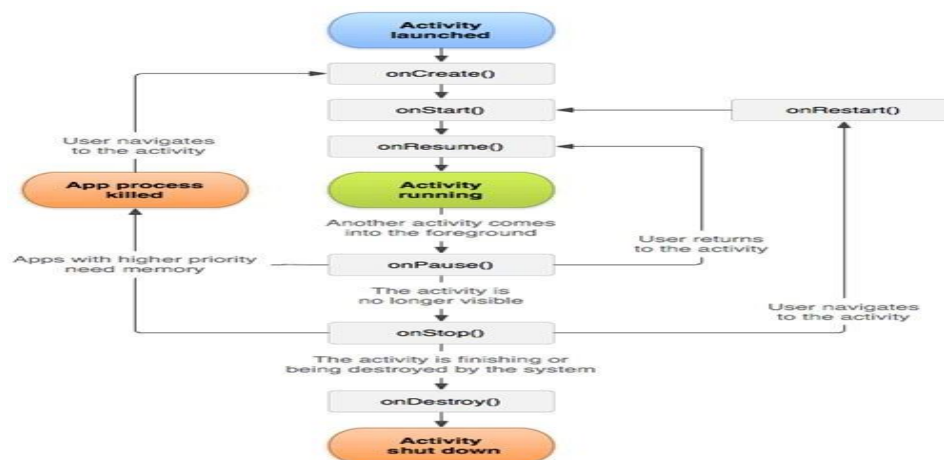 Activity
launched
onCreate()
onStart()
onRestart()
User navigates
to the activity
onResume()
App process
killed
Activity
running
Another activity comes
into the foreground
User returns
to the activity
Apps with higher priority
need memory
onPause()
The activity is
no longer visible
User navigates
to the activity
onStop()
The activity is finishing or
being destroyed by the system
onDestroy()
Activity
shut down